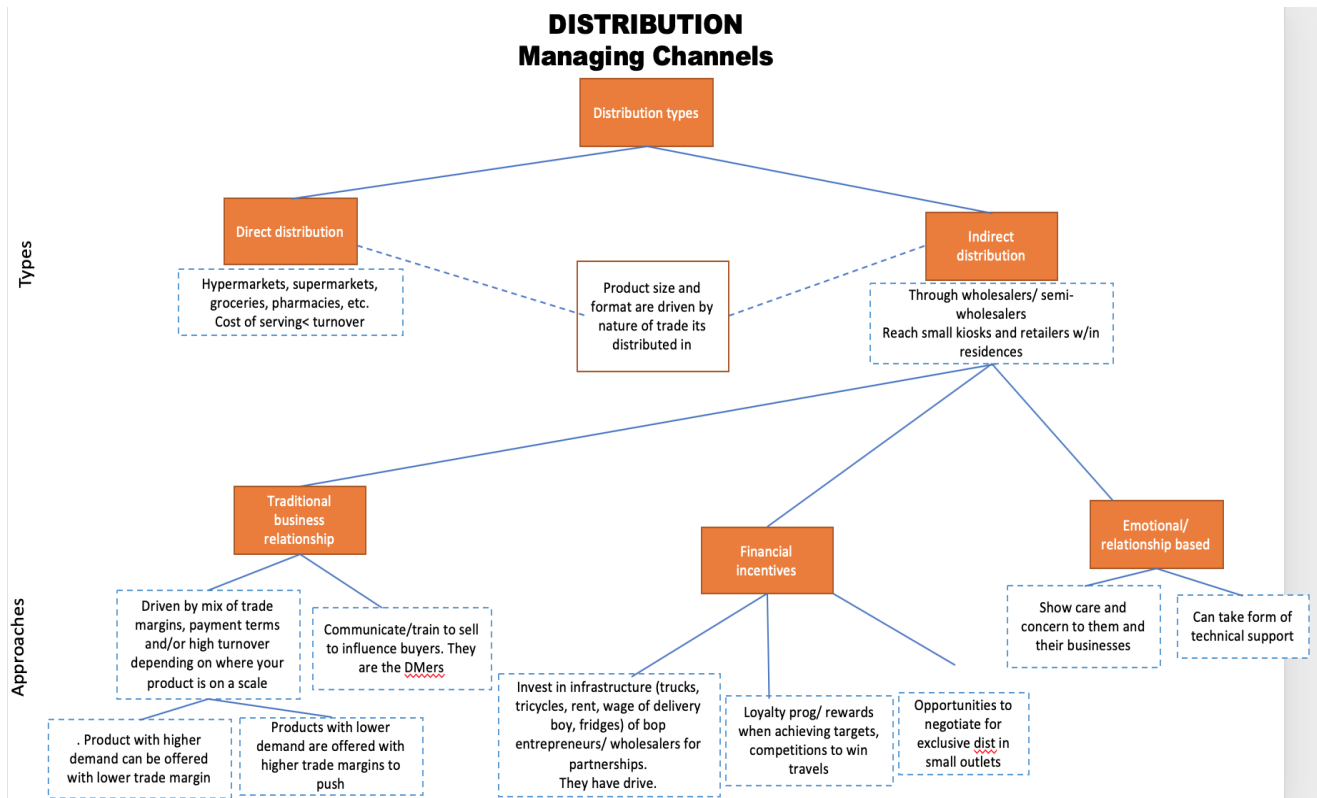 DISTRIBUTION
Managing Channels
Distribution types
Types
Direct distribution
Hypermarkets, supermarkets,
groceries, pharmacies, etc.
Cost of serving< turnover
Product size and
format are driven by
nature of trade its
distributed in
Indirect
distribution
Through wholesalers/ semi-
wholesalers
Reach small kiosks and retailers w/in
residences
Approaches
Traditional
business
relationship
Driven by mix of trade
margins, payment terms
and/or high turnover
depending on where your
product is on a scale
Communicate/train to sell
to influence buyers. They
are the DMers
. Product with higher
demand can be offered
with lower trade margin
Products with lower
demand are offered with
higher trade margins to
push
Financial
incentives
Invest in infrastructure (trucks,
tricycles, rent, wage of delivery
boy, fridges) of bop
entrepreneurs/ wholesalers for
partnerships.
They have drive.
Loyalty prog/ rewards
when achieving targets,
competitions to win
travels
Opportunities to
negotiate for
exclusive dist in
small outlets
Emotional/
relationship based
Show care and
concern to them and
their businesses
Can take form of
technical support